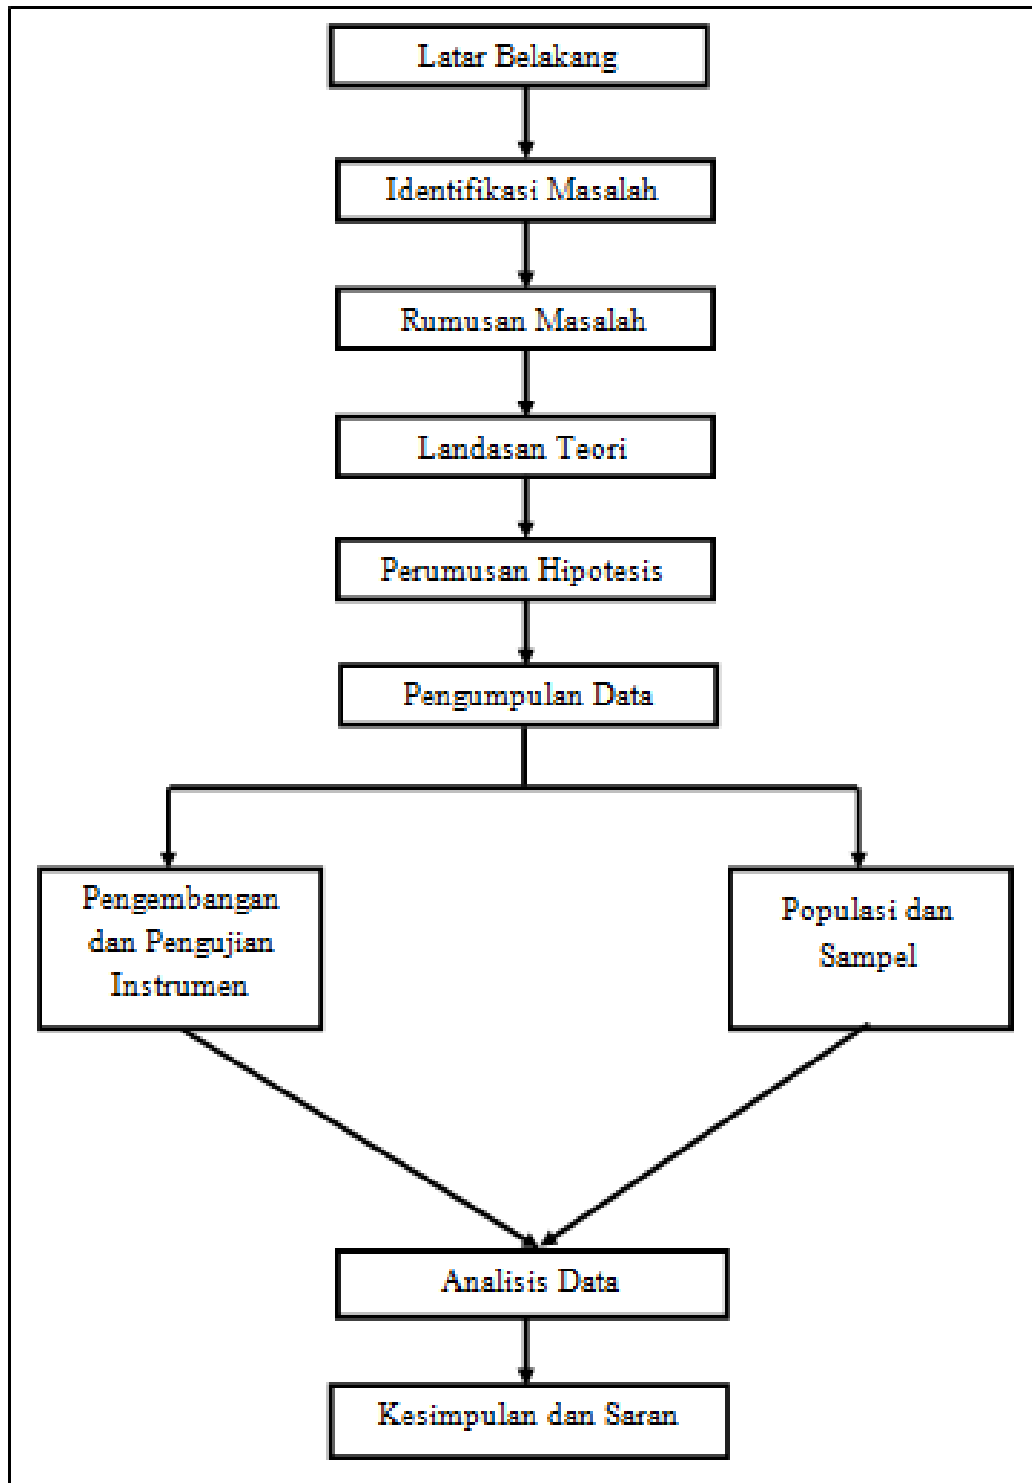 Latar Belakang
Identifikasi Masalah
Rumusan Masalah
Landasan Teori
Perumusan Hipotesis
Pengumpulan Data
Pengembangan
dan Pengujian
Instrumen
Populasi dan
Sampel
Analisis Data
Kesimpulan dan Saran